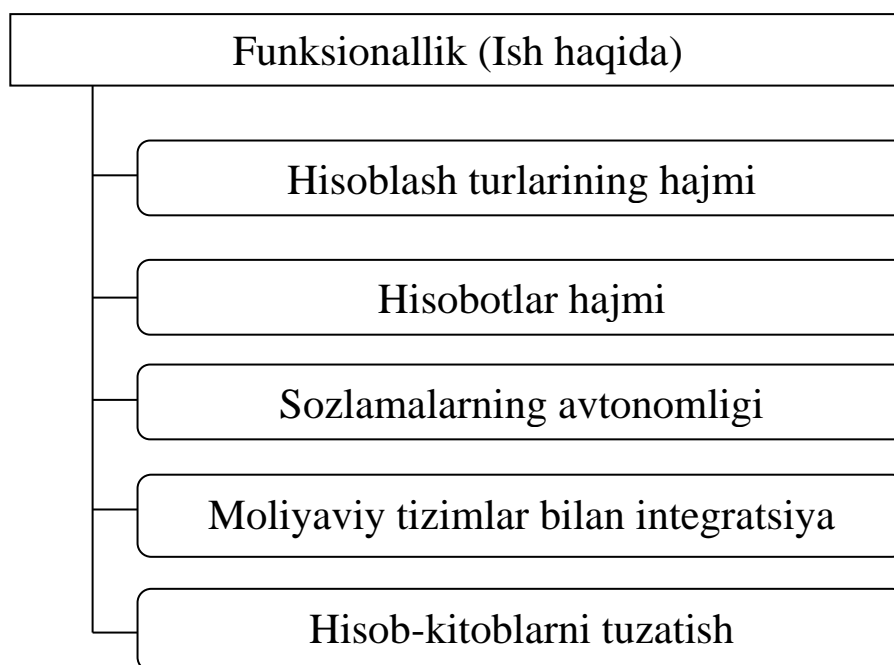 Funksionallik (Ish haqida)
Hisoblash turlarining hajmi
Hisobotlar hajmi
Sozlamalarning avtonomligi
Moliyaviy tizimlar bilan integratsiya
Hisob-kitoblarni tuzatish